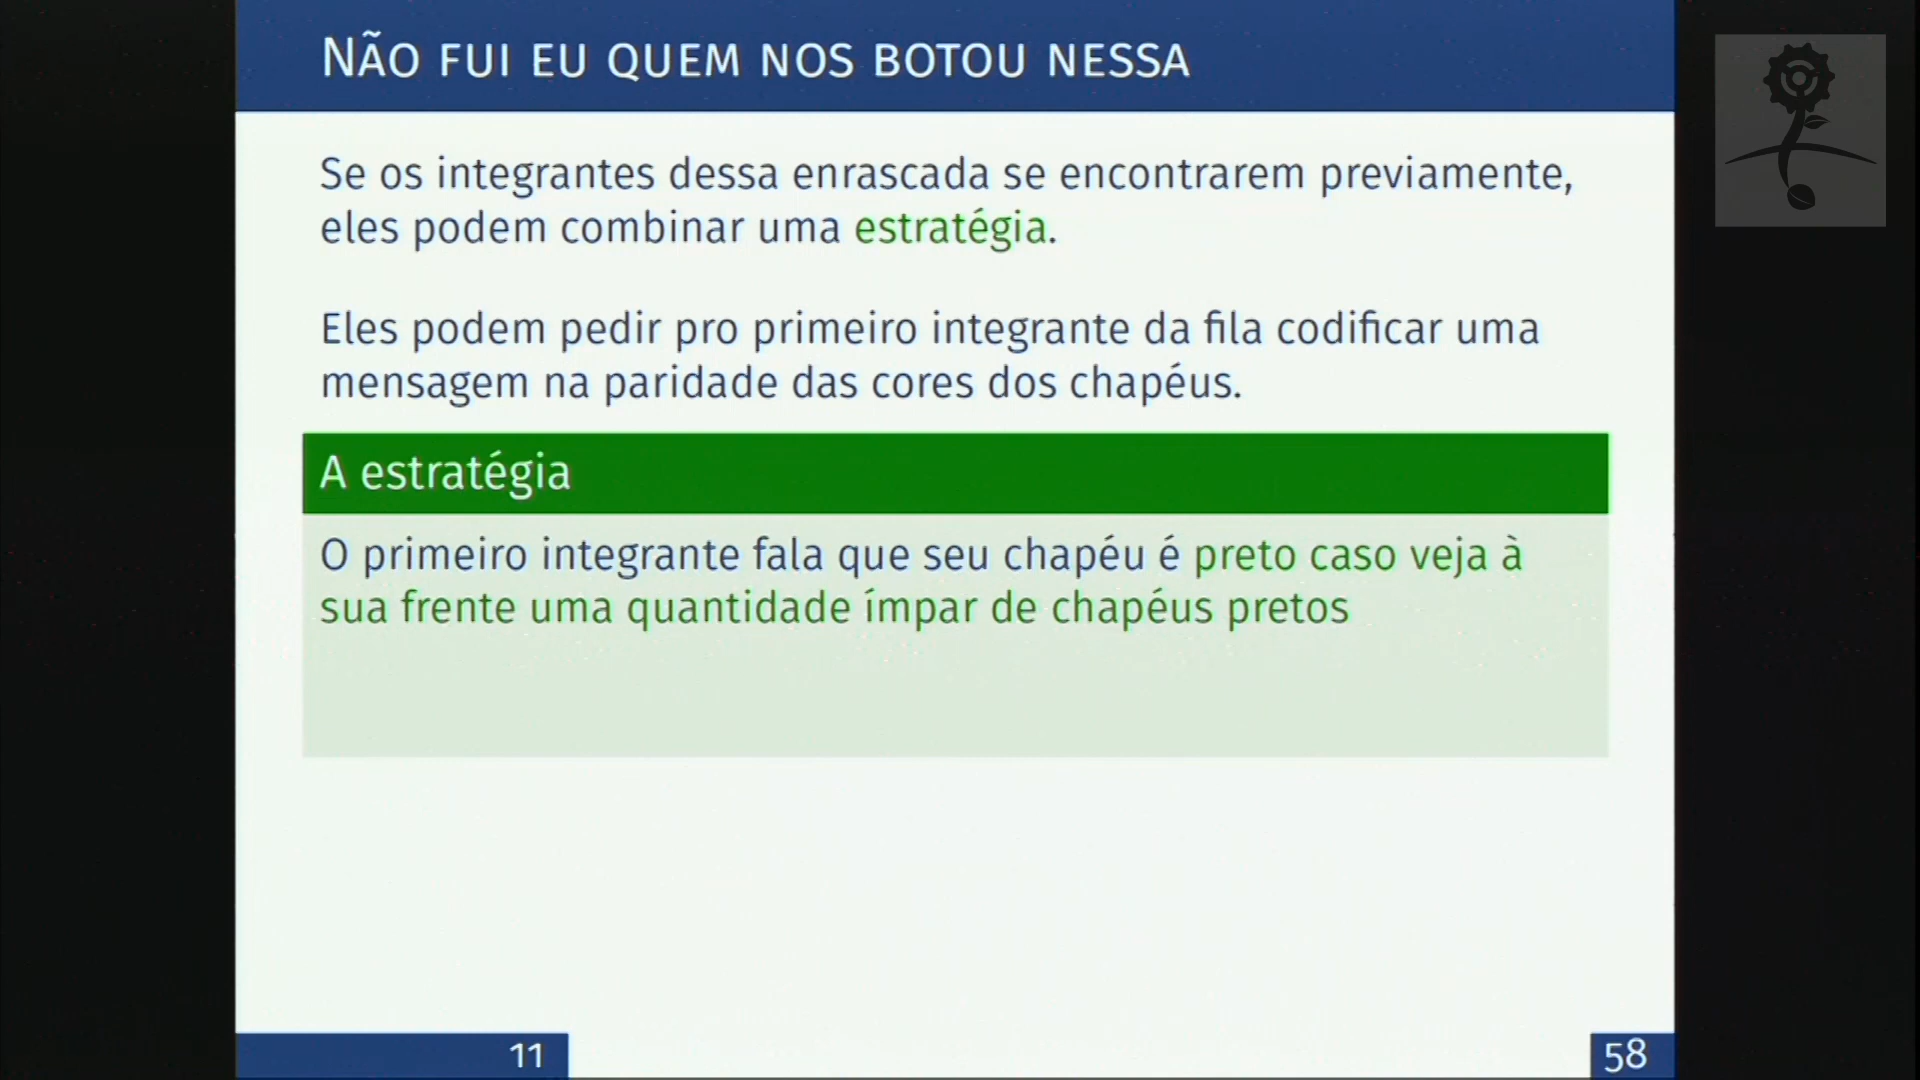 Não fui eu quem nos botou nessa
Se os integrantes dessa enrascada se encontrarem previamente,
eles podem combinar uma estratégia.
Eles podem pedir pro primeiro integrante da fila codificar uma
mensagem na paridade das cores dos chapéus.
A estratégia
O primeiro integrante fala que seu chapéu é preto caso veja à
sua frente uma quantidade ímpar de chapéus pretos
11
58